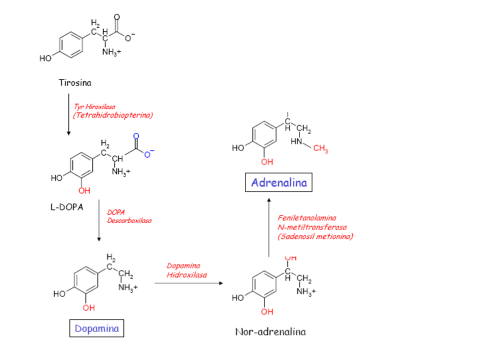 O
H2
C
H
C
O−
HO
NH3+
Tirosina
Tyr Hiroxilasa
(Tetrahidrobiopterina)
H2
C
O
CH
O−
HO
NH3+
OH
L-DOPA
DOPA
Descarboxilasa
H2
C
CH2
HO
NH3+
OH
Dopamina
Dopamina
Hidroxilasa
OH
CH
CH2
HO
NH3+
OH
Nor-adrenalina
Feniletanolamina
N-metiltransferasa
(Sadenosil metionina)
C
H
CH2
HO
HN
CH3
OH
Adrenalina